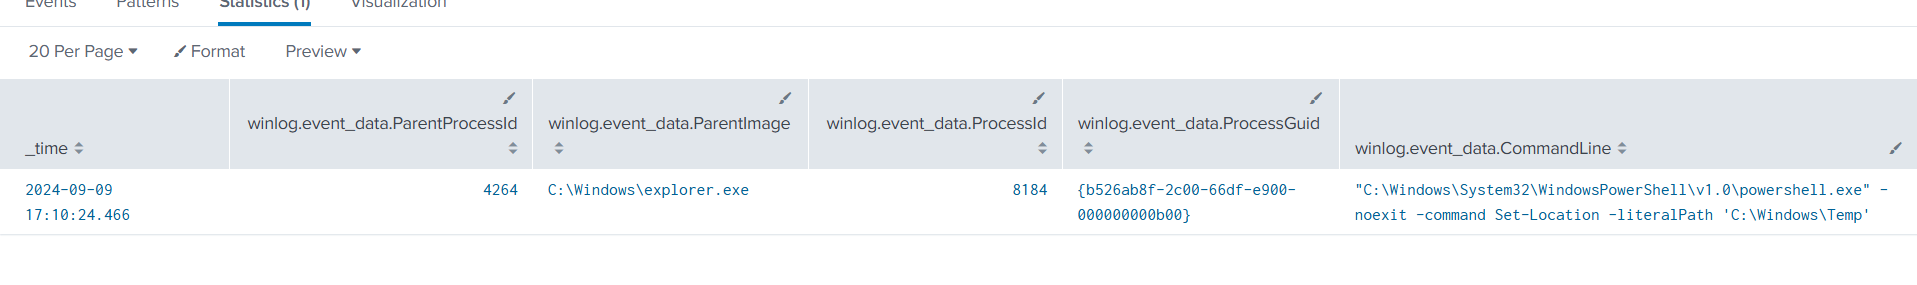 Events Patterns Statistics (1) Visualization
20 Per Page Format Preview
winlog.event_data.ParentProcessId winlog.event_data.ParentImage winlog.event_data.ProcessId winlog.event_data.ProcessGuid
_time winlog.event_data.CommandLine
2024-09-09 4264 C:\Windows\explorer.exe 8184 {b526ab8f-2c00-66df-e900- "C:\Windows\System32\WindowsPowerShell\v1.0\powershell.exe" -
17:10:24.466 000000000b00} noexit -command Set-Location -literalPath 'C:\Windows\Temp'